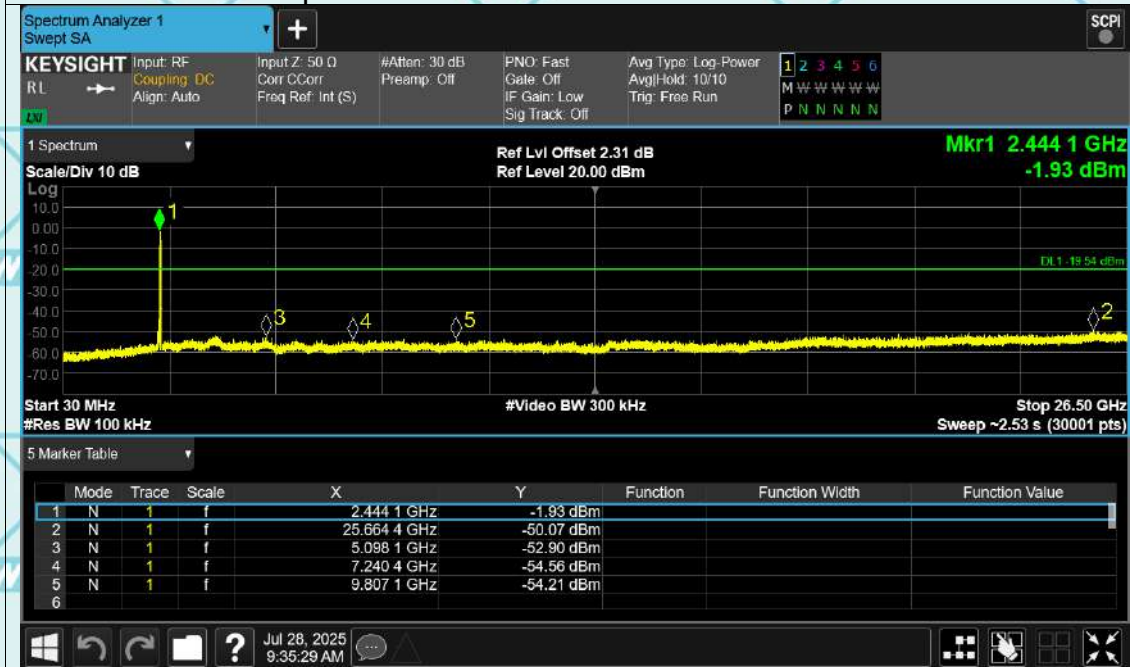 Spectrum Analyzer 1
Swept SA
+
SCPI
KEYSIGHT
RL
LXI
Input: RF
Coupling: DC
Align: Auto
Input Z: 50 Ω
Corr CCorr
Freq Ref: Int (S)
#Atten: 30 dB
Preamp: Off
PNO: Fast
Gate: Off
IF Gain: Low
Sig Track: Off
Avg Type: Log-Power
Avg|Hold: 10/10
Trig: Free Run
1 2 3 4 5 6
M W W W W W
P N N N N N
1 Spectrum
Scale/Div 10 dB
Ref Lvl Offset 2.31 dB
Ref Level 20.00 dBm
Mkr1 2.444 1 GHz
-1.93 dBm
Log
10.0
0.00
-10.0
-20.0
-30.0
-40.0
-50.0
-60.0
-70.0
1
DL1 -19.54 dBm
3
4
5
2
Start 30 MHz
#Video BW 300 kHz
Stop 26.50 GHz
#Res BW 100 kHz
Sweep ~2.53 s (30001 pts)
5 Marker Table
Mode Trace Scale X Y Function Function Width Function Value
1 N 1 f 2.444 1 GHz -1.93 dBm
2 N 1 f 25.664 4 GHz -50.07 dBm
3 N 1 f 5.098 1 GHz -52.90 dBm
4 N 1 f 7.240 4 GHz -54.56 dBm
5 N 1 f 9.807 1 GHz -54.21 dBm
6
?
Jul 28, 2025
9:35:29 AM